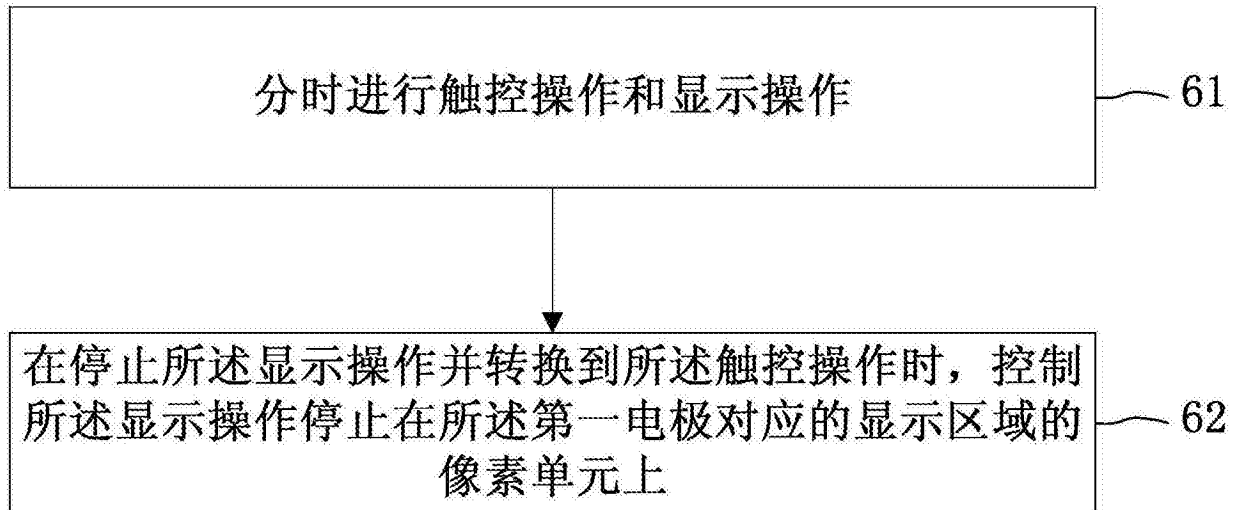 分时进行触控操作和显示操作
61
在停止所述显示操作并转换到所述触控操作时，控制
所述显示操作停止在所述第一电极对应的显示区域的
像素单元上
62